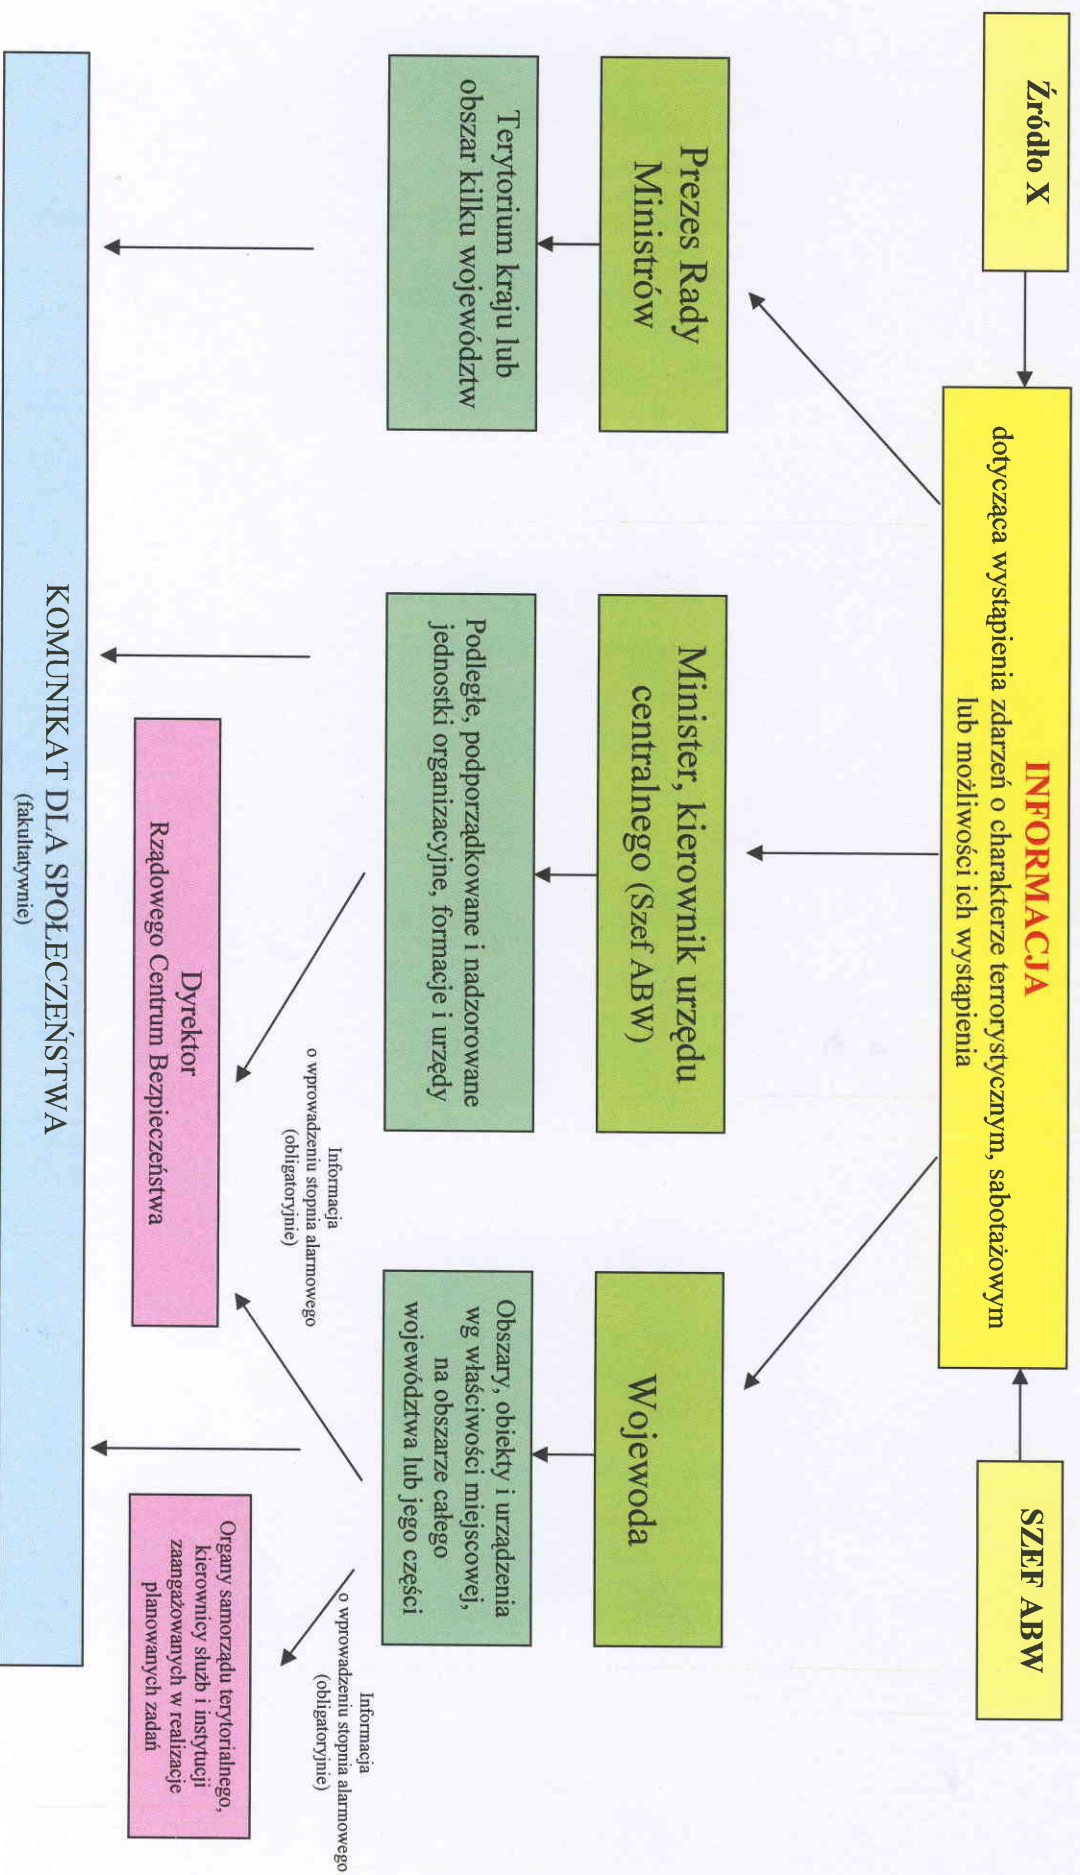 Źródło X
INFORMACJA
dotycząca wystąpienia zdarzeń o charakterze terrorystycznym, sabotażowym
lub możliwości ich wystąpienia
SZEF ABW
Prezes Rady
Ministrów
Minister, kierownik urzędu
centralnego (Szef ABW)
Wojewoda
Terytorium kraju lub
obszar kilku województw
Podległe, podporządkowane i nadzorowane
jednostki organizacyjne, formacje i urzędy
Obszary, obiekty i urządzenia
wg właściwości miejscowej,
na obszarze całego
województwa lub jego części
Informacja
o wprowadzeniu stopnia alarmowego
(obligatoryjnie)
Informacja
o wprowadzeniu stopnia alarmowego
(obligatoryjnie)
Dyrektor
Rządowego Centrum Bezpieczeństwa
Organy samorządu terytorialnego,
kierownicy służb i instytucji
zaangażowanych w realizacje
planowanych zadań
KOMUNIKAT DLA SPOŁECZEŃSTWA
(fakultatywnie)